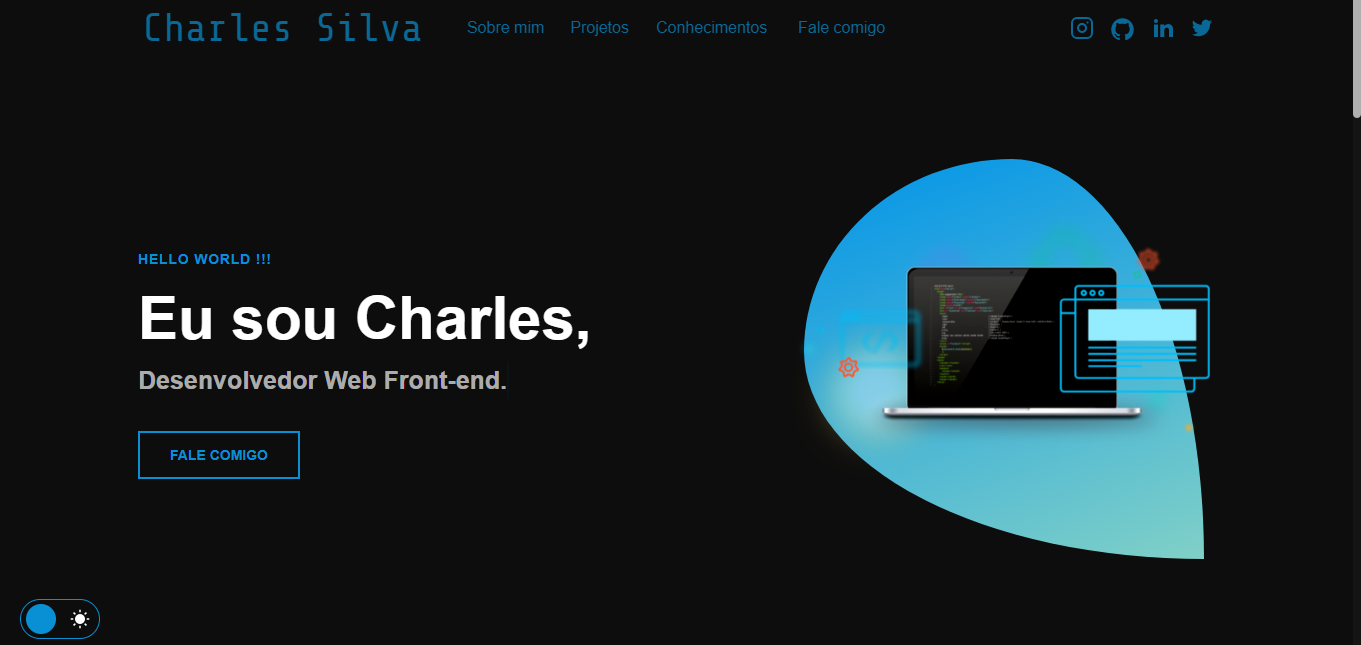 Charles Silva
Sobre mim Projetos Conhecimentos Fale comigo
HELLO WORLD !!!
Eu sou Charles,
Desenvolvedor Web Front-end.
FALE COMIGO